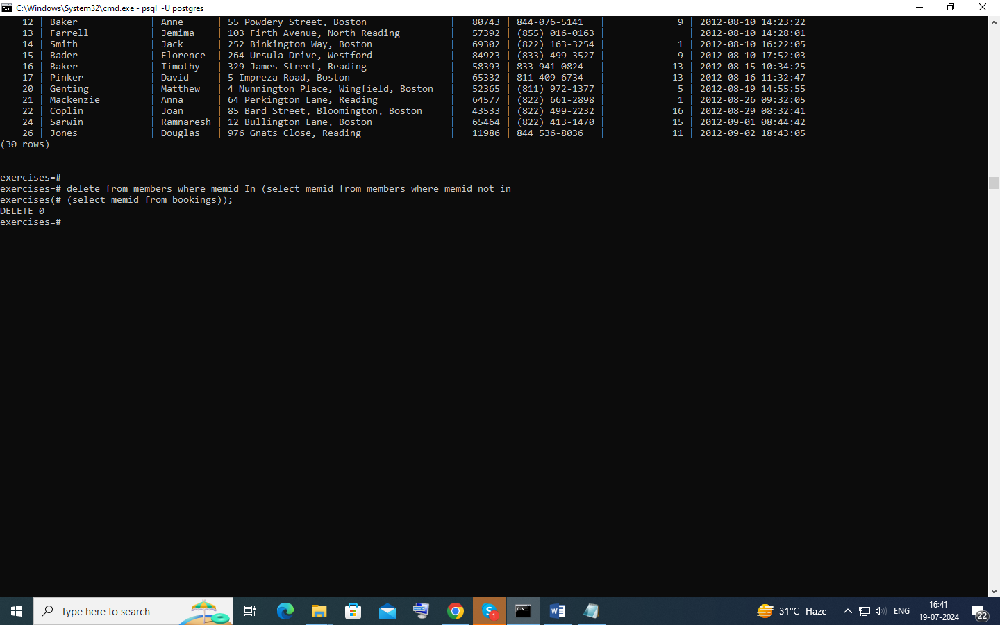 C:\Windows\System32\cmd.exe - psql  -U postgres
12 | Baker | Anne | 55 Powdery Street, Boston | 80743 | 844-076-5141 | 9 | 2012-08-10 14:23:22
13 | Farrell | Jemima | 103 Firth Avenue, North Reading | 57392 | (855) 016-0163 | | 2012-08-10 14:28:01
14 | Smith | Jack | 252 Binkington Way, Boston | 69302 | (822) 163-3254 | 1 | 2012-08-10 16:22:05
15 | Bader | Florence | 264 Ursula Drive, Westford | 84923 | (833) 499-3527 | 9 | 2012-08-10 17:52:03
16 | Baker | Timothy | 329 James Street, Reading | 58393 | 833-941-0824 | 13 | 2012-08-15 10:34:25
17 | Pinker | David | 5 Impreza Road, Boston | 65332 | 811 409-6734 | 13 | 2012-08-16 11:32:47
20 | Genting | Matthew | 4 Nunnington Place, Wingfield, Boston | 52365 | (811) 972-1377 | 5 | 2012-08-19 14:55:55
21 | Mackenzie | Anna | 64 Perkington Lane, Reading | 64577 | (822) 661-2898 | 1 | 2012-08-26 09:32:05
22 | Coplin | Joan | 85 Bard Street, Bloomington, Boston | 43533 | (822) 499-2232 | 16 | 2012-08-29 08:32:41
24 | Sarwin | Ramnaresh | 12 Bullington Lane, Boston | 65464 | (822) 413-1470 | 15 | 2012-09-01 08:44:42
26 | Jones | Douglas | 976 Gnats Close, Reading | 11986 | 844 536-8036 | 11 | 2012-09-02 18:43:05
(30 rows)
exercises=#
exercises=# delete from members where memid In (select memid from members where memid not in
exercises(# (select memid from bookings));
DELETE 0
exercises=#
Type here to search
1
31°C Haze
ENG
16:41
19-07-2024
22